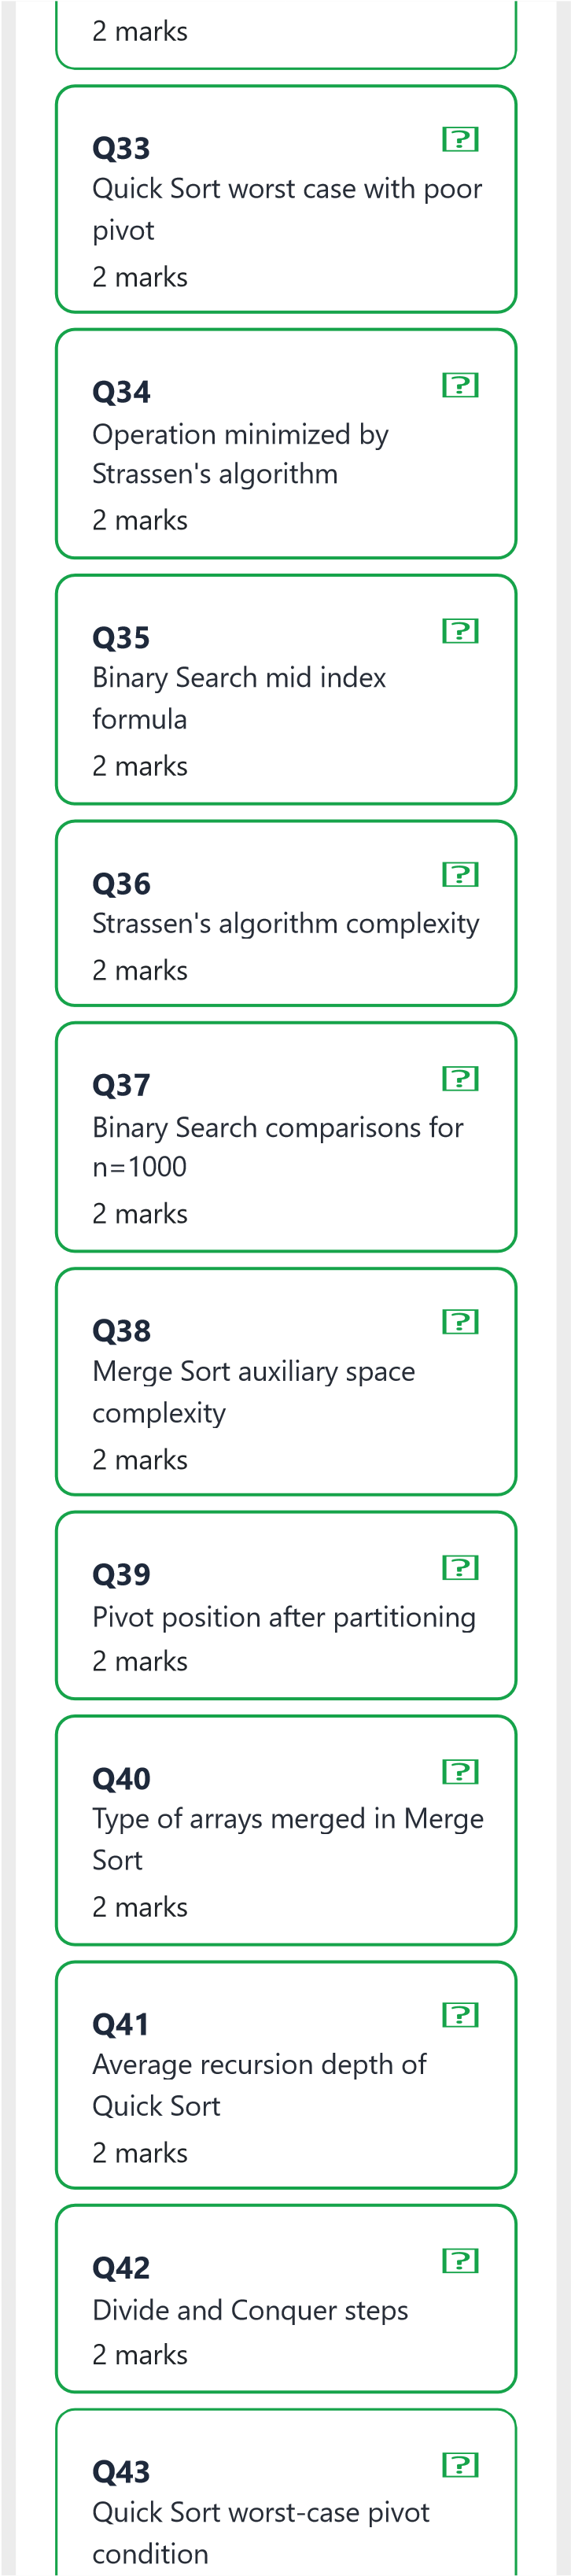 2 marks
Q33
Quick Sort worst case with poor
pivot
2 marks
Q34
Operation minimized by
Strassen's algorithm
2 marks
Q35
Binary Search mid index
formula
2 marks
Q36
Strassen's algorithm complexity
2 marks
Q37
Binary Search comparisons for
n=1000
2 marks
Q38
Merge Sort auxiliary space
complexity
2 marks
Q39
Pivot position after partitioning
2 marks
Q40
Type of arrays merged in Merge
Sort
2 marks
Q41
Average recursion depth of
Quick Sort
2 marks
Q42
Divide and Conquer steps
2 marks
Q43
Quick Sort worst-case pivot
condition